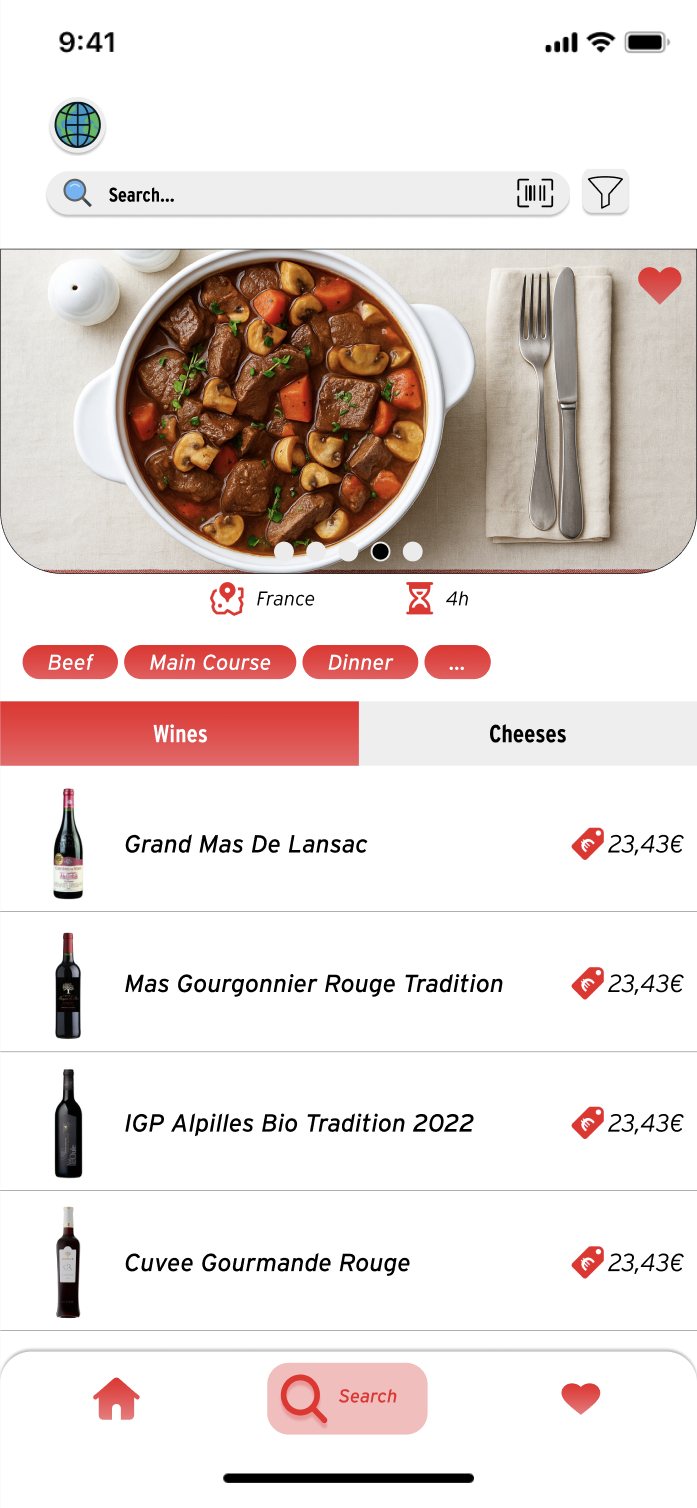 9:41
Search...
France
4h
Beef
Main Course
Dinner
...
Wines
Cheeses
Grand Mas De Lansac
23,43€
Mas Gourgonnier Rouge Tradition
23,43€
IGP Alpilles Bio Tradition 2022
23,43€
Cuvee Gourmande Rouge
23,43€
Search